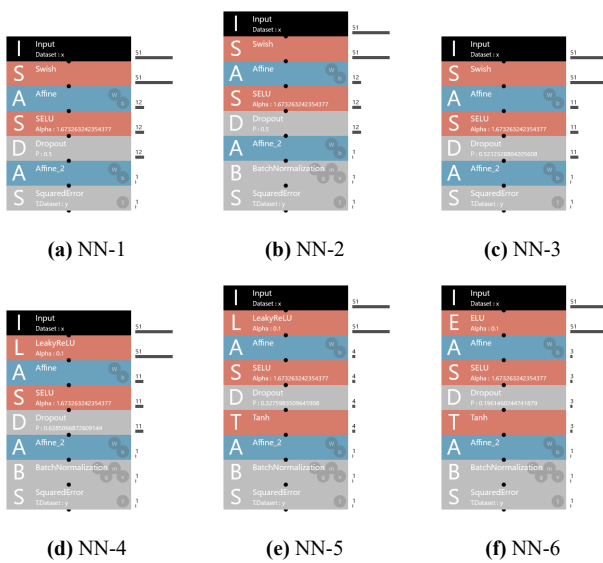 I Input
Dataset : x
51
S Swish
51
A Affine W b
12
S SELU
Alpha : 1.673263242354377
12
D Dropout
P : 0.5
12
A Affine_2 W b
1
S SquaredError
T.Dataset : y T
1
(a) NN-1
I Input
Dataset : x
51
S Swish
51
A Affine W b
12
S SELU
Alpha : 1.673263242354377
12
D Dropout
P : 0.5
12
A Affine_2 W b
1
B BatchNormalization
1
S SquaredError
T.Dataset : y T
1
(b) NN-2
I Input
Dataset : x
51
S Swish
51
A Affine W b
11
S SELU
Alpha : 1.673263242354377
11
D Dropout
11
A Affine_2 W b
1
S SquaredError
T.Dataset : y T
1
(c) NN-3
I Input
Dataset : x
51
L LeakyReLU
Alpha : 0.1
51
A Affine W b
11
S SELU
Alpha : 1.673263242354377
11
D Dropout
11
A Affine_2 W b
1
B BatchNormalization
1
S SquaredError
T.Dataset : y T
1
(d) NN-4
I Input
Dataset : x
51
L LeakyReLU
Alpha : 0.1
51
A Affine W b
4
S SELU
Alpha : 1.673263242354377
4
D Dropout
4
T Tanh
4
A Affine_2 W b
1
B BatchNormalization
1
S SquaredError
T.Dataset : y T
1
(e) NN-5
I Input
Dataset : x
51
E ELU
Alpha : 0.1
51
A Affine W b
3
S SELU
Alpha : 1.673263242354377
3
D Dropout
3
T Tanh
3
A Affine_2 W b
1
B BatchNormalization
1
S SquaredError
T.Dataset : y T
1
(f) NN-6